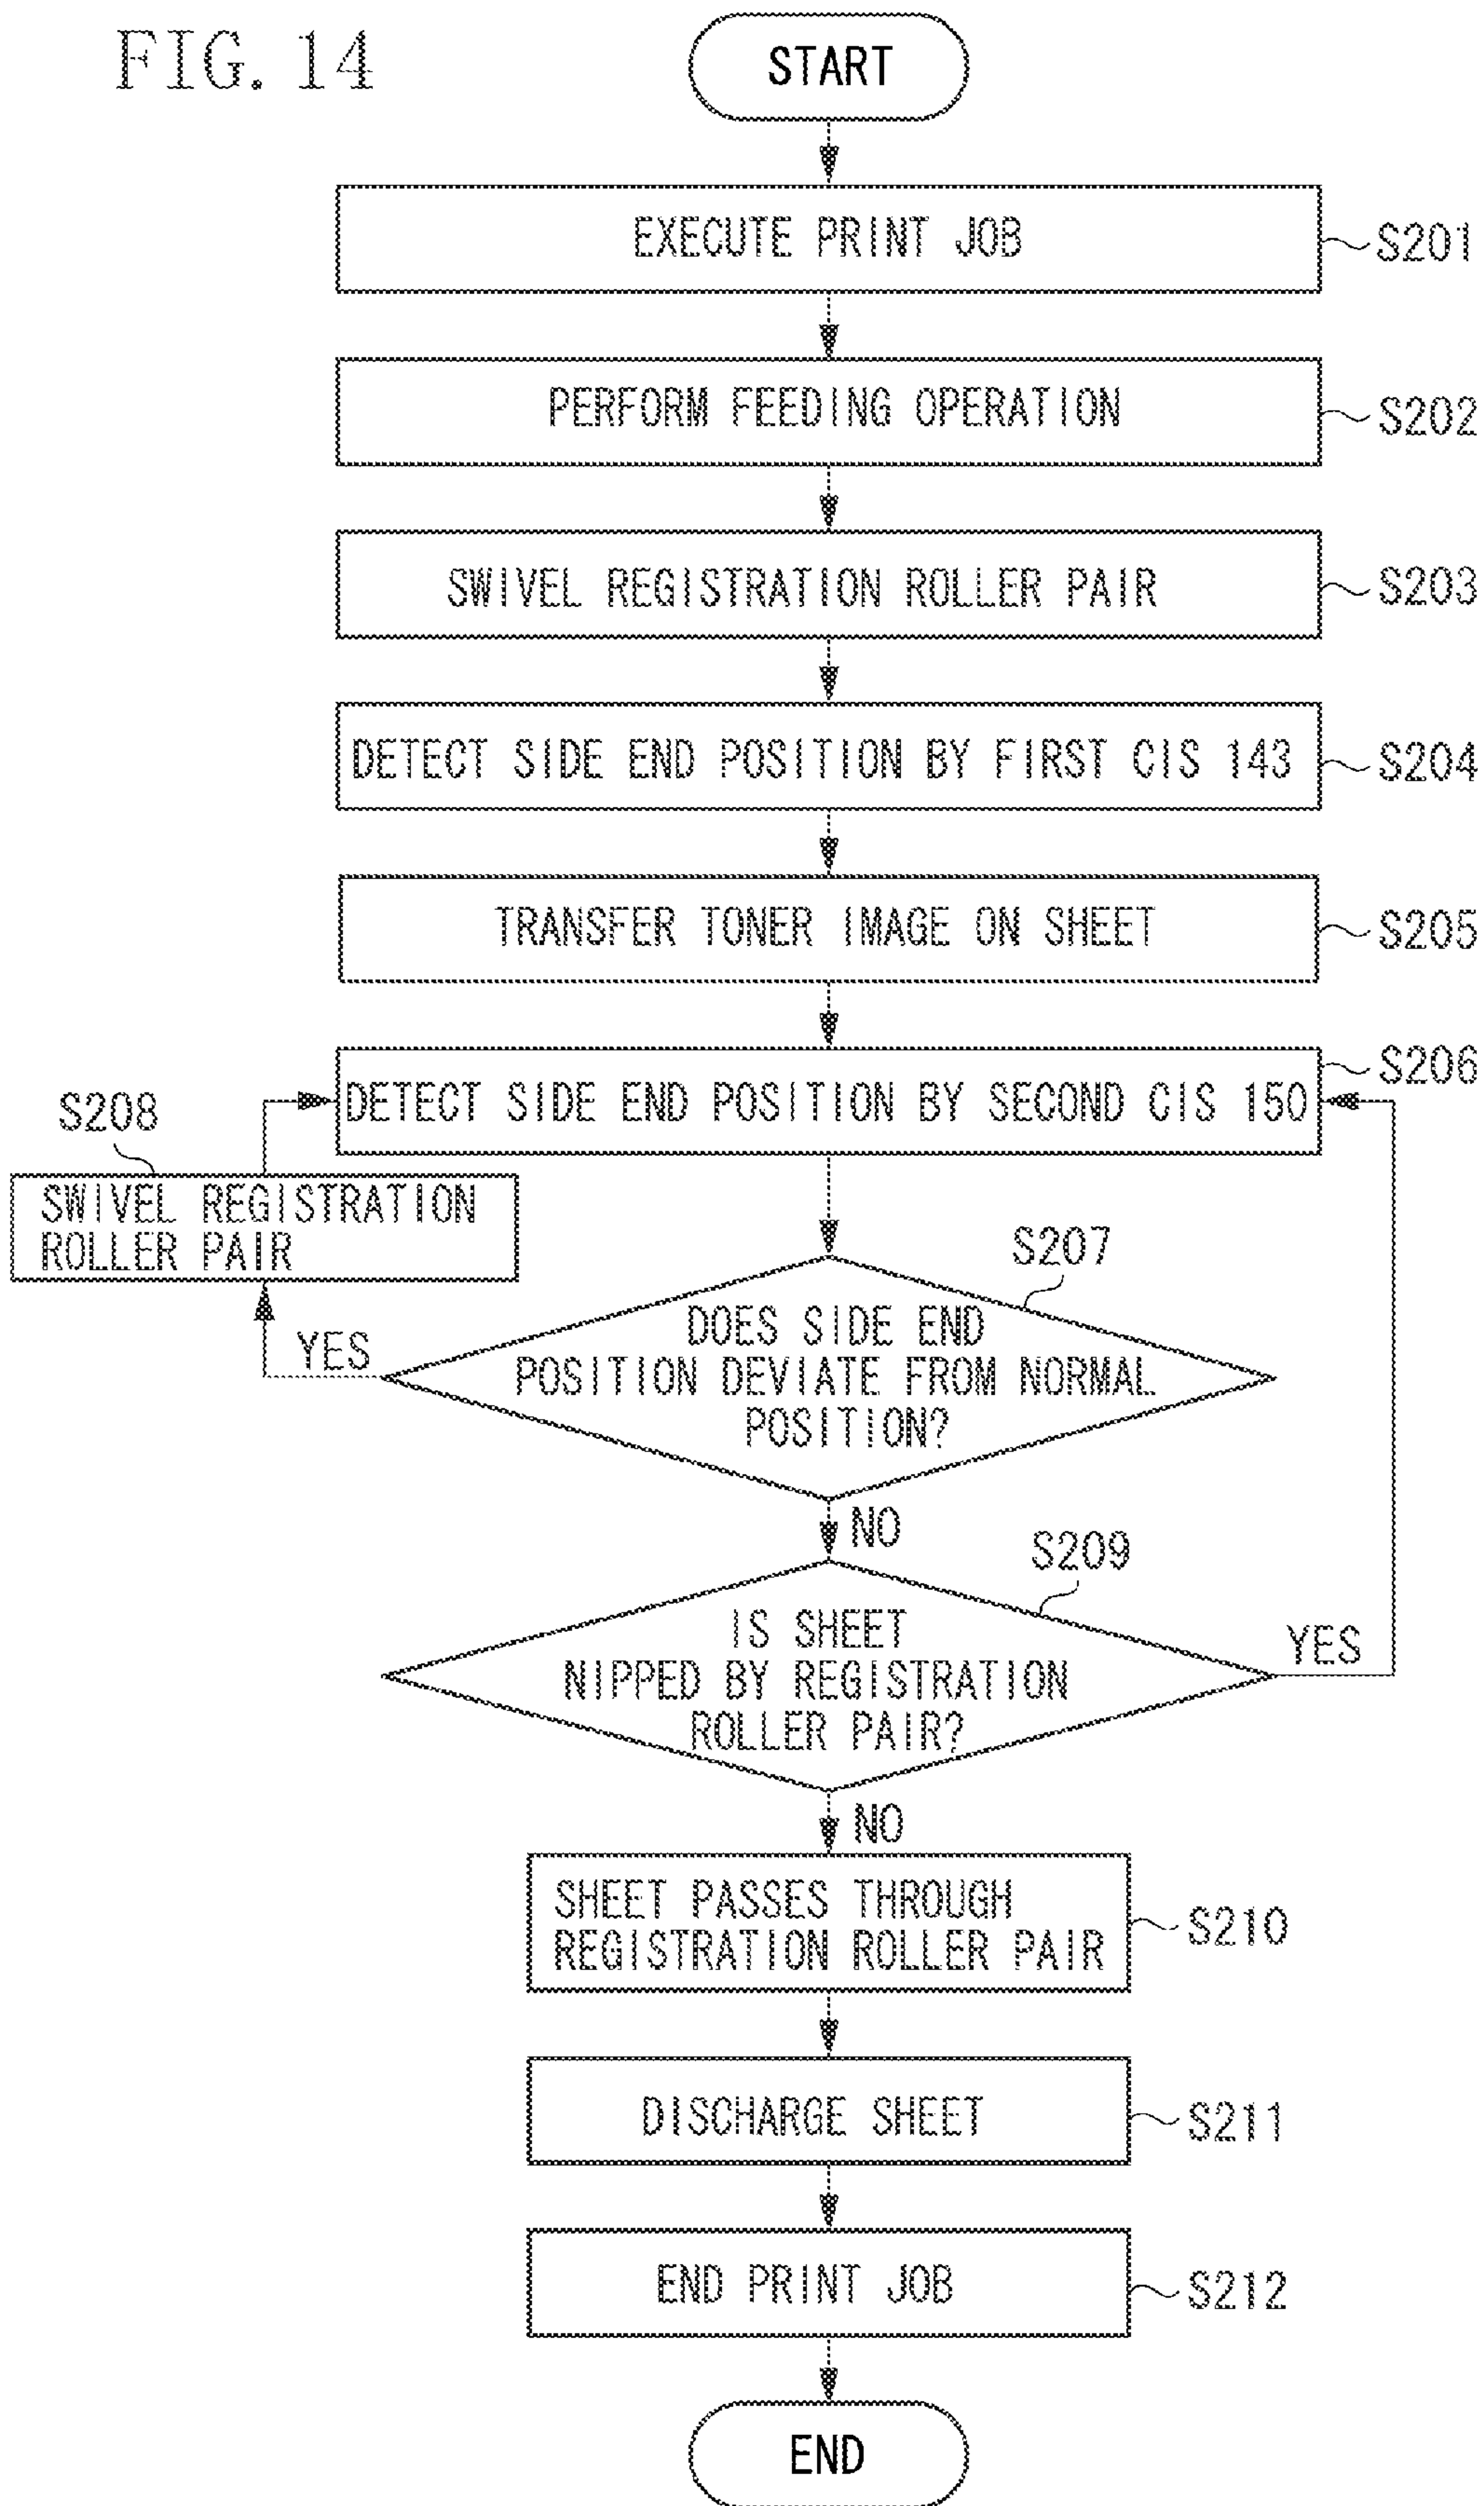 FIG. 14
START
EXECUTE PRINT JOB
S201
PERFORM FEEDING OPERATION
S202
SWIVEL REGISTRATION ROLLER PAIR
S203
DETECT SIDE END POSITION BY FIRST CIS 143
S204
TRANSFER TONER IMAGE ON SHEET
S205
DETECT SIDE END POSITION BY SECOND CIS 150
S206
S208
SWIVEL REGISTRATION
ROLLER PAIR
S207
DOES SIDE END
POSITION DEVIATE FROM NORMAL
POSITION?
YES
NO
S209
IS SHEET
NIPPED BY REGISTRATION
ROLLER PAIR?
YES
NO
SHEET PASSES THROUGH
REGISTRATION ROLLER PAIR
S210
DISCHARGE SHEET
S211
END PRINT JOB
S212
END